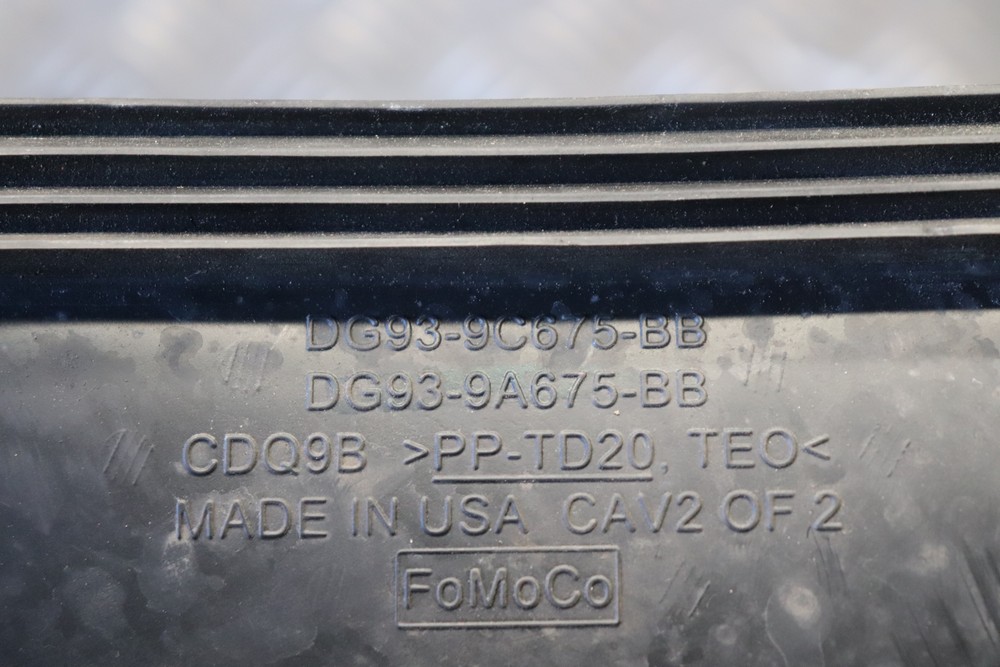 DG93-9C675-BB
DG93-9A675-BB
CDQ9B >PP-TD20, TEO<
MADE IN USA CAV2 OF 2
FoMoCo